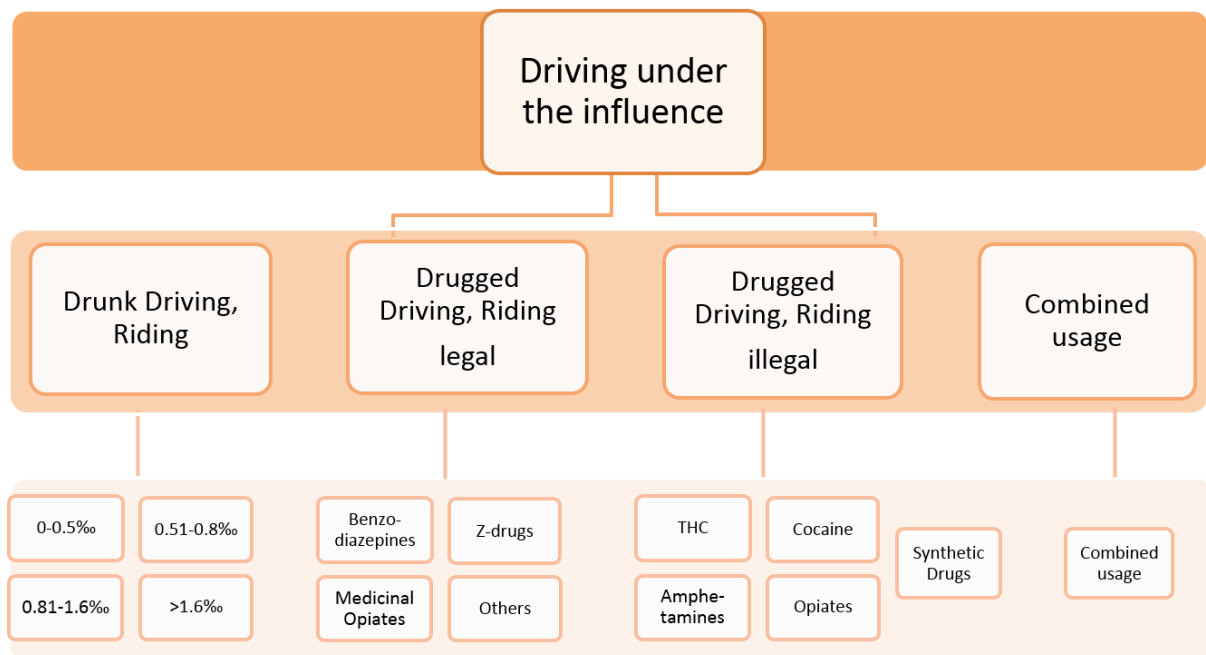 Driving under
the influence
Drunk Driving,
Riding
Drugged
Driving, Riding
legal
Drugged
Driving, Riding
illegal
Combined
usage
0-0.5‰
0.51-0.8‰
0.81-1.6‰
>1.6‰
Benzo-
diazepines
Z-drugs
Medicinal
Opiates
Others
THC
Cocaine
Amphe-
tamines
Opiates
Synthetic
Drugs
Combined
usage